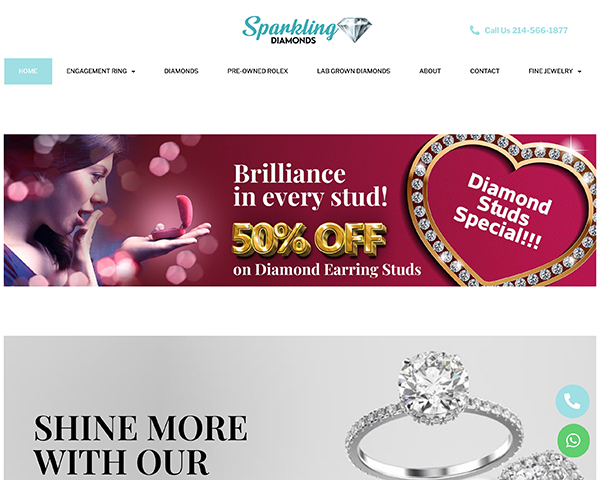 Sparkling
DIAMONDS
Call Us 214-566-1877
HOME ENGAGEMENT RING DIAMONDS PRE-OWNED ROLEX LAB GROWN DIAMONDS ABOUT CONTACT FINE JEWELRY
Brilliance
in every stud!
50% OFF
on Diamond Earring Studs
Diamond
Studs
Special!!!
SHINE MORE
WITH OUR